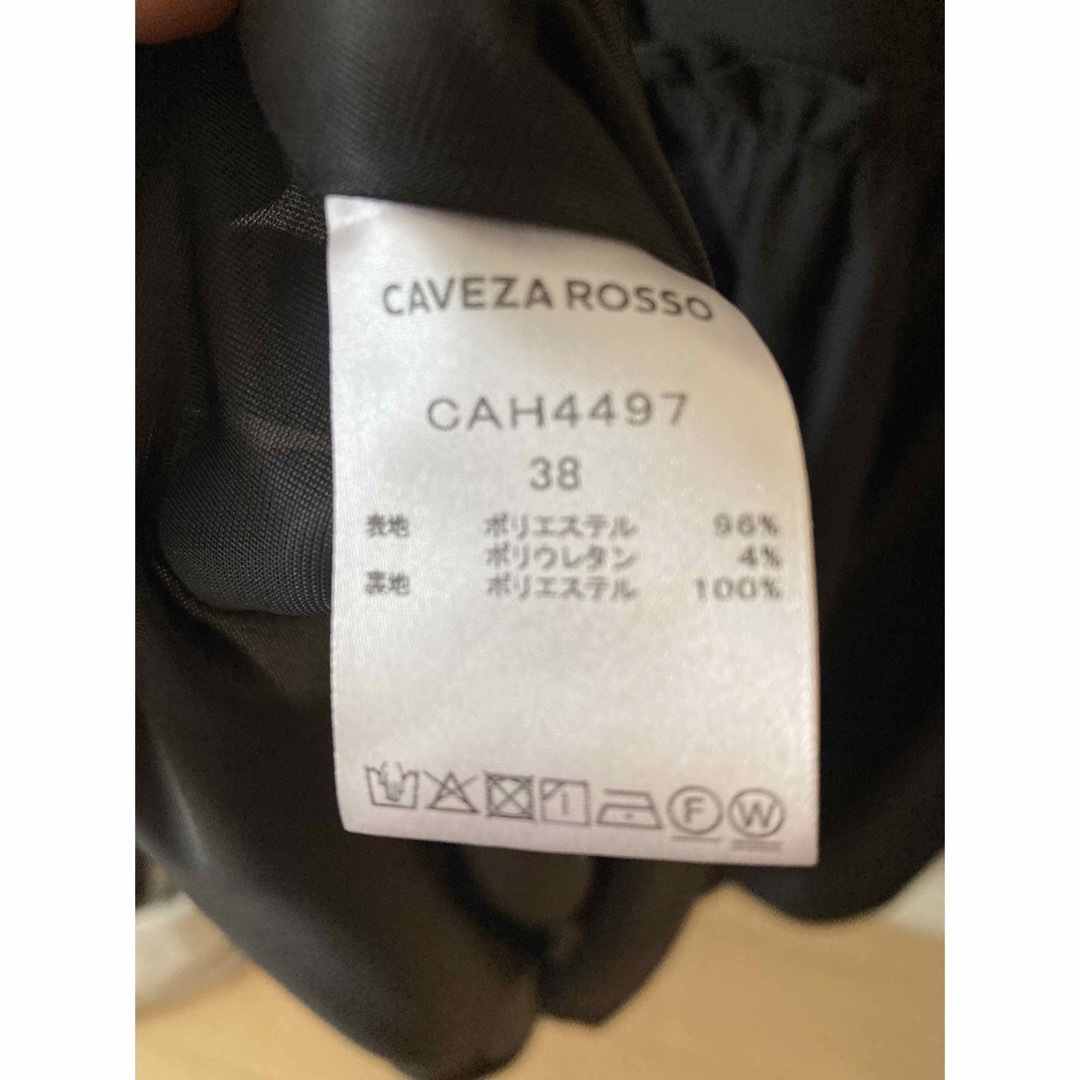 CAVEZA ROSSO
CAH4497
38
表地 ポリエステル 96%
ポリウレタン 4%
裏地 ポリエステル 100%
F W